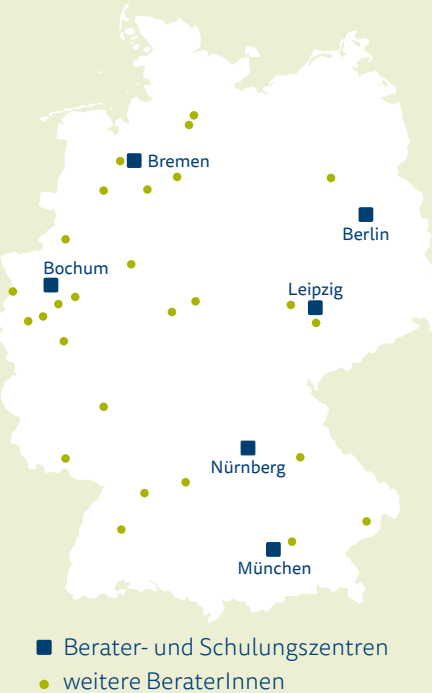 Bremen
Berlin
Bochum
Leipzig
Nürnberg
München
Berater- und Schulungszentren
weitere BeraterInnen